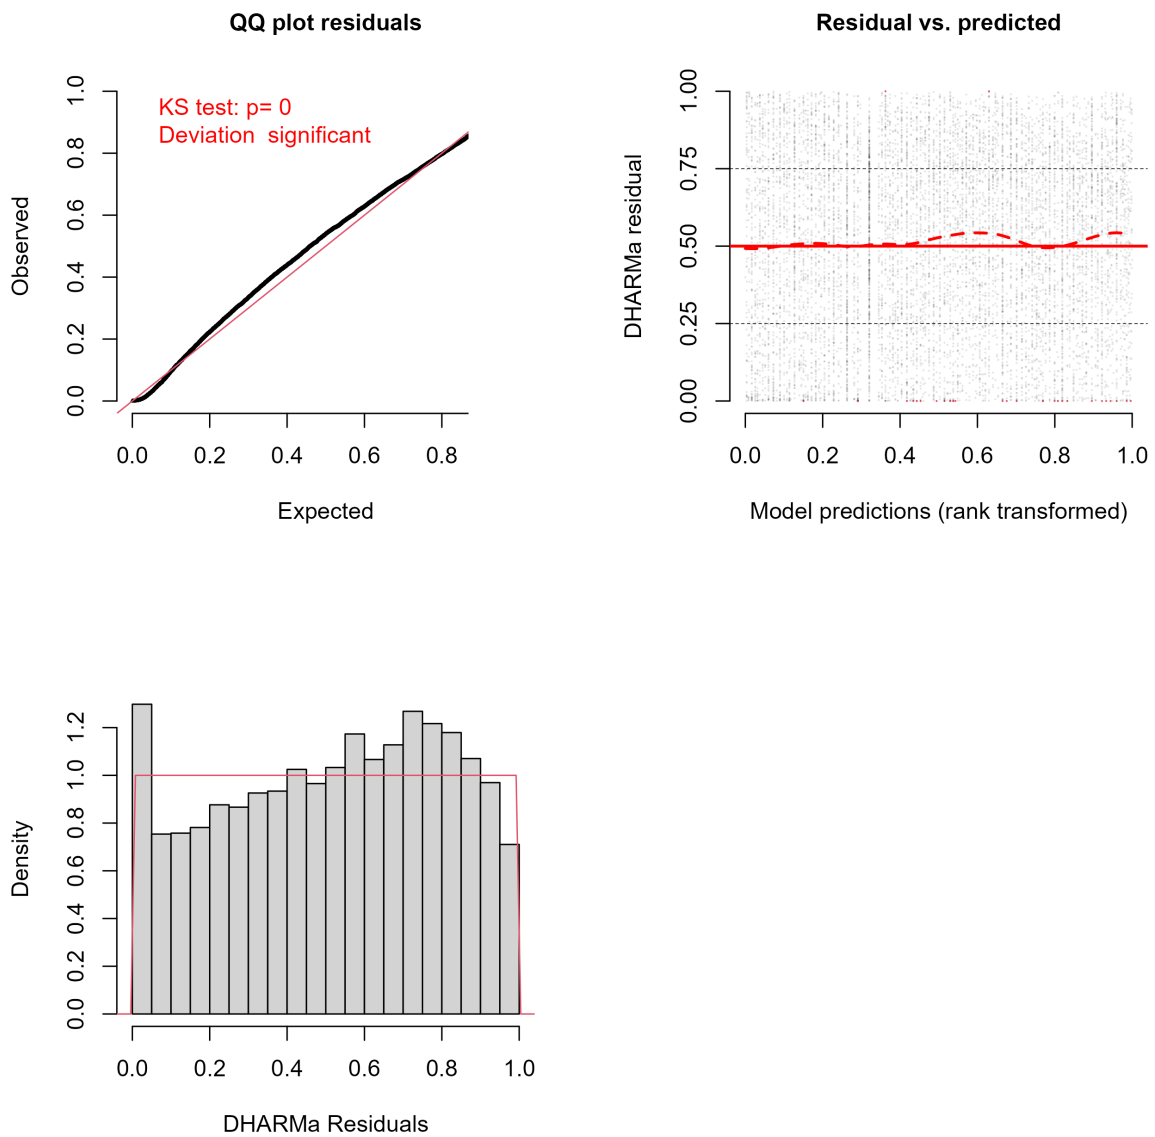 QQ plot residuals
KS test: p= 0
Deviation  significant
Observed
0.0 0.2 0.4 0.6 0.8 1.0
0.0 0.2 0.4 0.6 0.8
Expected
Residual vs. predicted
DHARMa residual
0.00 0.25 0.50 0.75 1.00
0.0 0.2 0.4 0.6 0.8 1.0
Model predictions (rank transformed)
Density
0.0 0.2 0.4 0.6 0.8 1.0 1.2
0.0 0.2 0.4 0.6 0.8 1.0
DHARMa Residuals